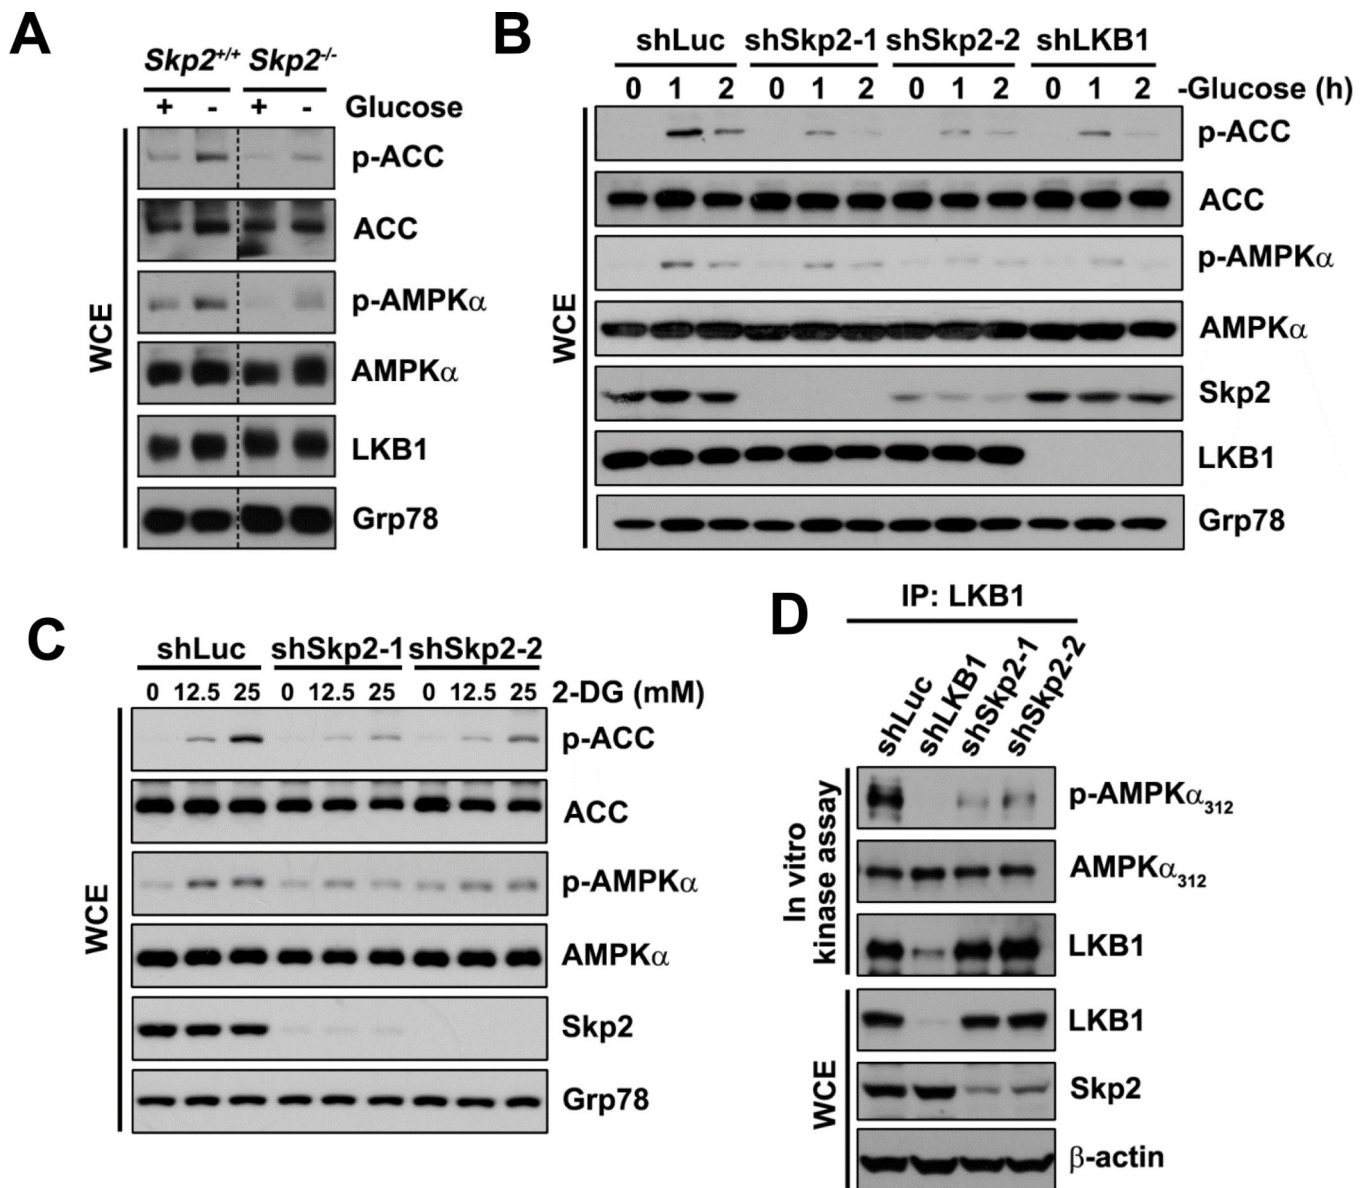 A
Skp2+/+ Skp2-/-
+ - + - Glucose
p-ACC
ACC
p-AMPKα
AMPKα
LKB1
Grp78
WCE
B
shLuc shSkp2-1 shSkp2-2 shLKB1
0 1 2 0 1 2 0 1 2 0 1 2 -Glucose (h)
p-ACC
ACC
p-AMPKα
AMPKα
Skp2
LKB1
Grp78
WCE
C
shLuc shSkp2-1 shSkp2-2
0 12.5 25 0 12.5 25 0 12.5 25 2-DG (mM)
p-ACC
ACC
p-AMPKα
AMPKα
Skp2
Grp78
WCE
D
IP: LKB1
shLuc
shLKB1
shSkp2-1
shSkp2-2
In vitro
kinase assay
p-AMPKα312
AMPKα312
LKB1
WCE
LKB1
Skp2
β-actin